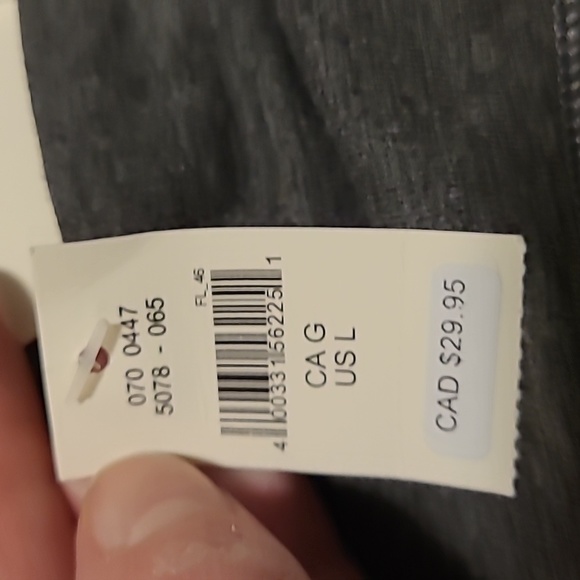 070 0447
5078 - 065
FL_46
4 00331 56225 1
CA G
US L
CAD $29.95